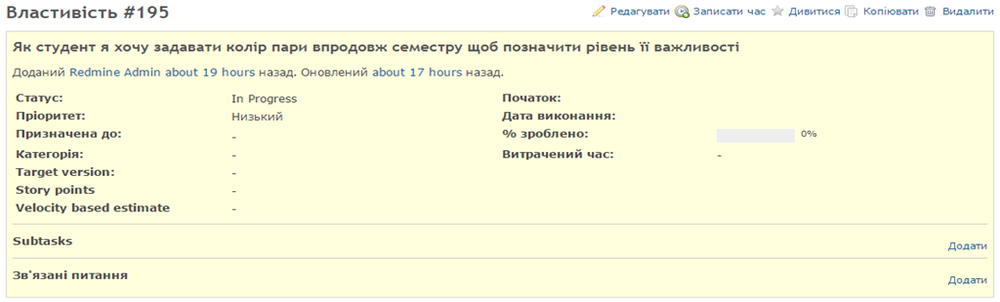 Властивість #195
Редагувати Записати час Дивитися Копіювати Видалити
Як студент я хочу задавати колір пари впродовж семестру щоб позначити рівень її важливості
Доданий Redmine Admin about 19 hours назад. Оновлений about 17 hours назад.
Статус: In Progress Початок:
Пріоритет: Низький Дата виконання:
Призначена до: - % зроблено: 0%
Категорія: - Витрачений час: -
Target version: -
Story points -
Velocity based estimate -
Subtasks Додати
Зв'язані питання Додати